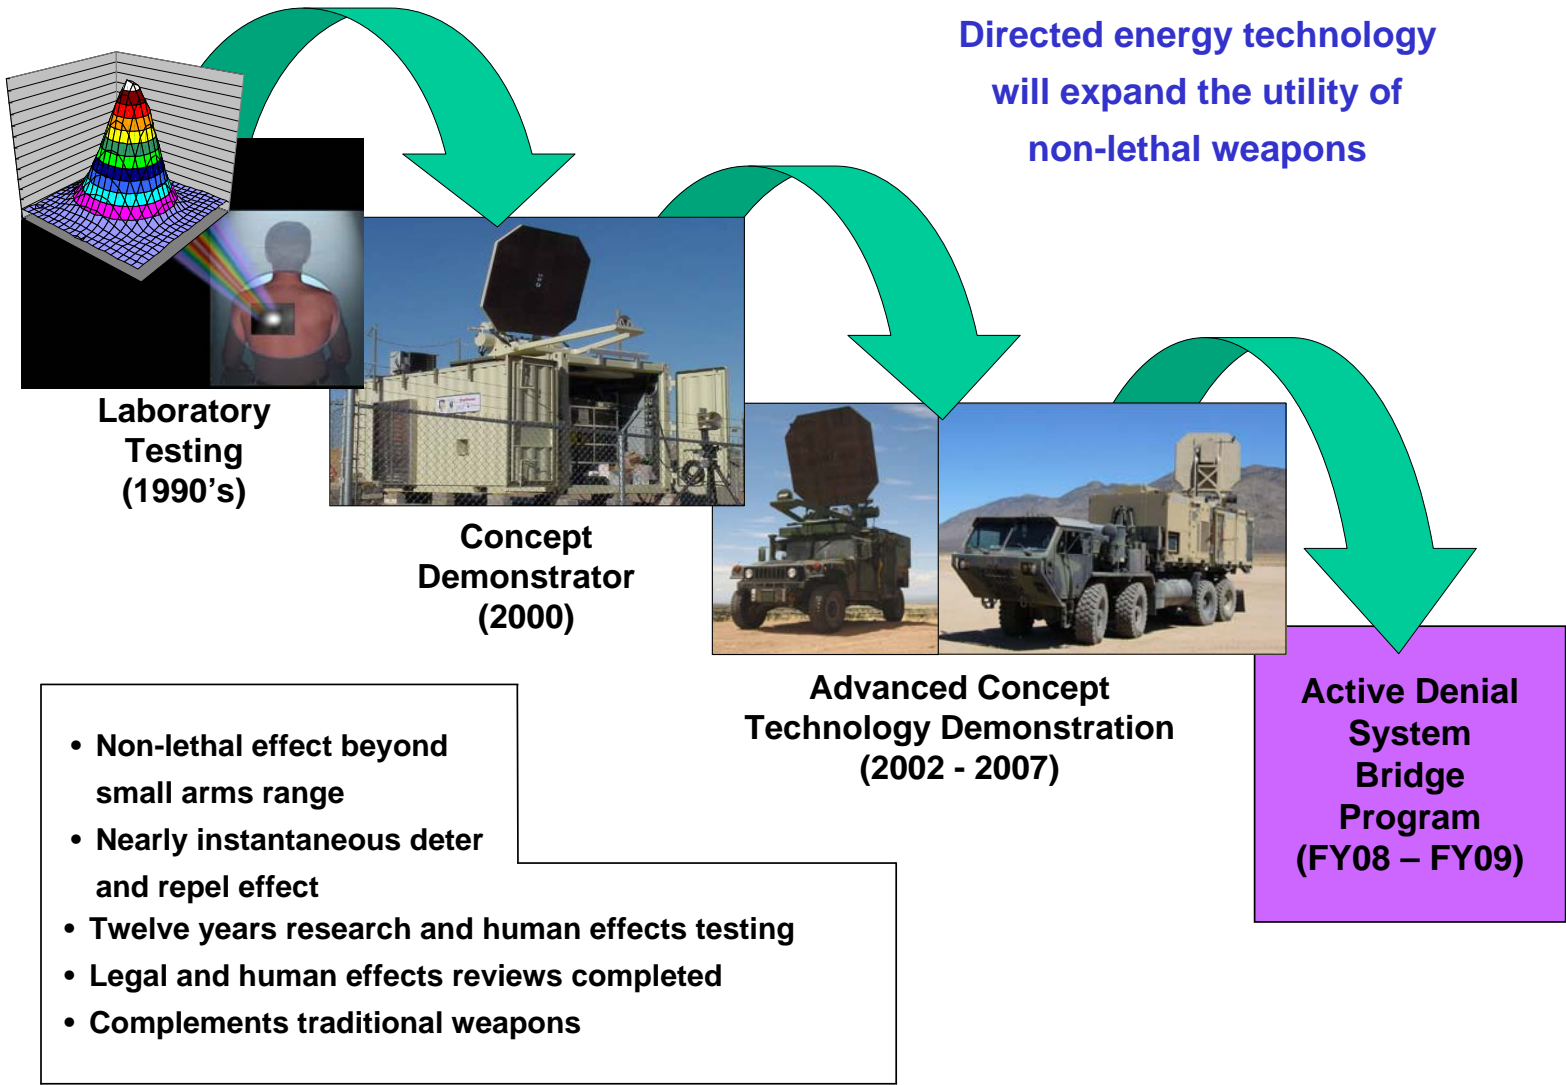 Directed energy technology
will expand the utility of
non-lethal weapons
Laboratory
Testing
(1990’s)
Concept
Demonstrator
(2000)
Advanced Concept
Technology Demonstration
(2002 - 2007)
Active Denial
System
Bridge
Program
(FY08 – FY09)
• Non-lethal effect beyond
small arms range
• Nearly instantaneous deter
and repel effect
• Twelve years research and human effects testing
• Legal and human effects reviews completed
• Complements traditional weapons